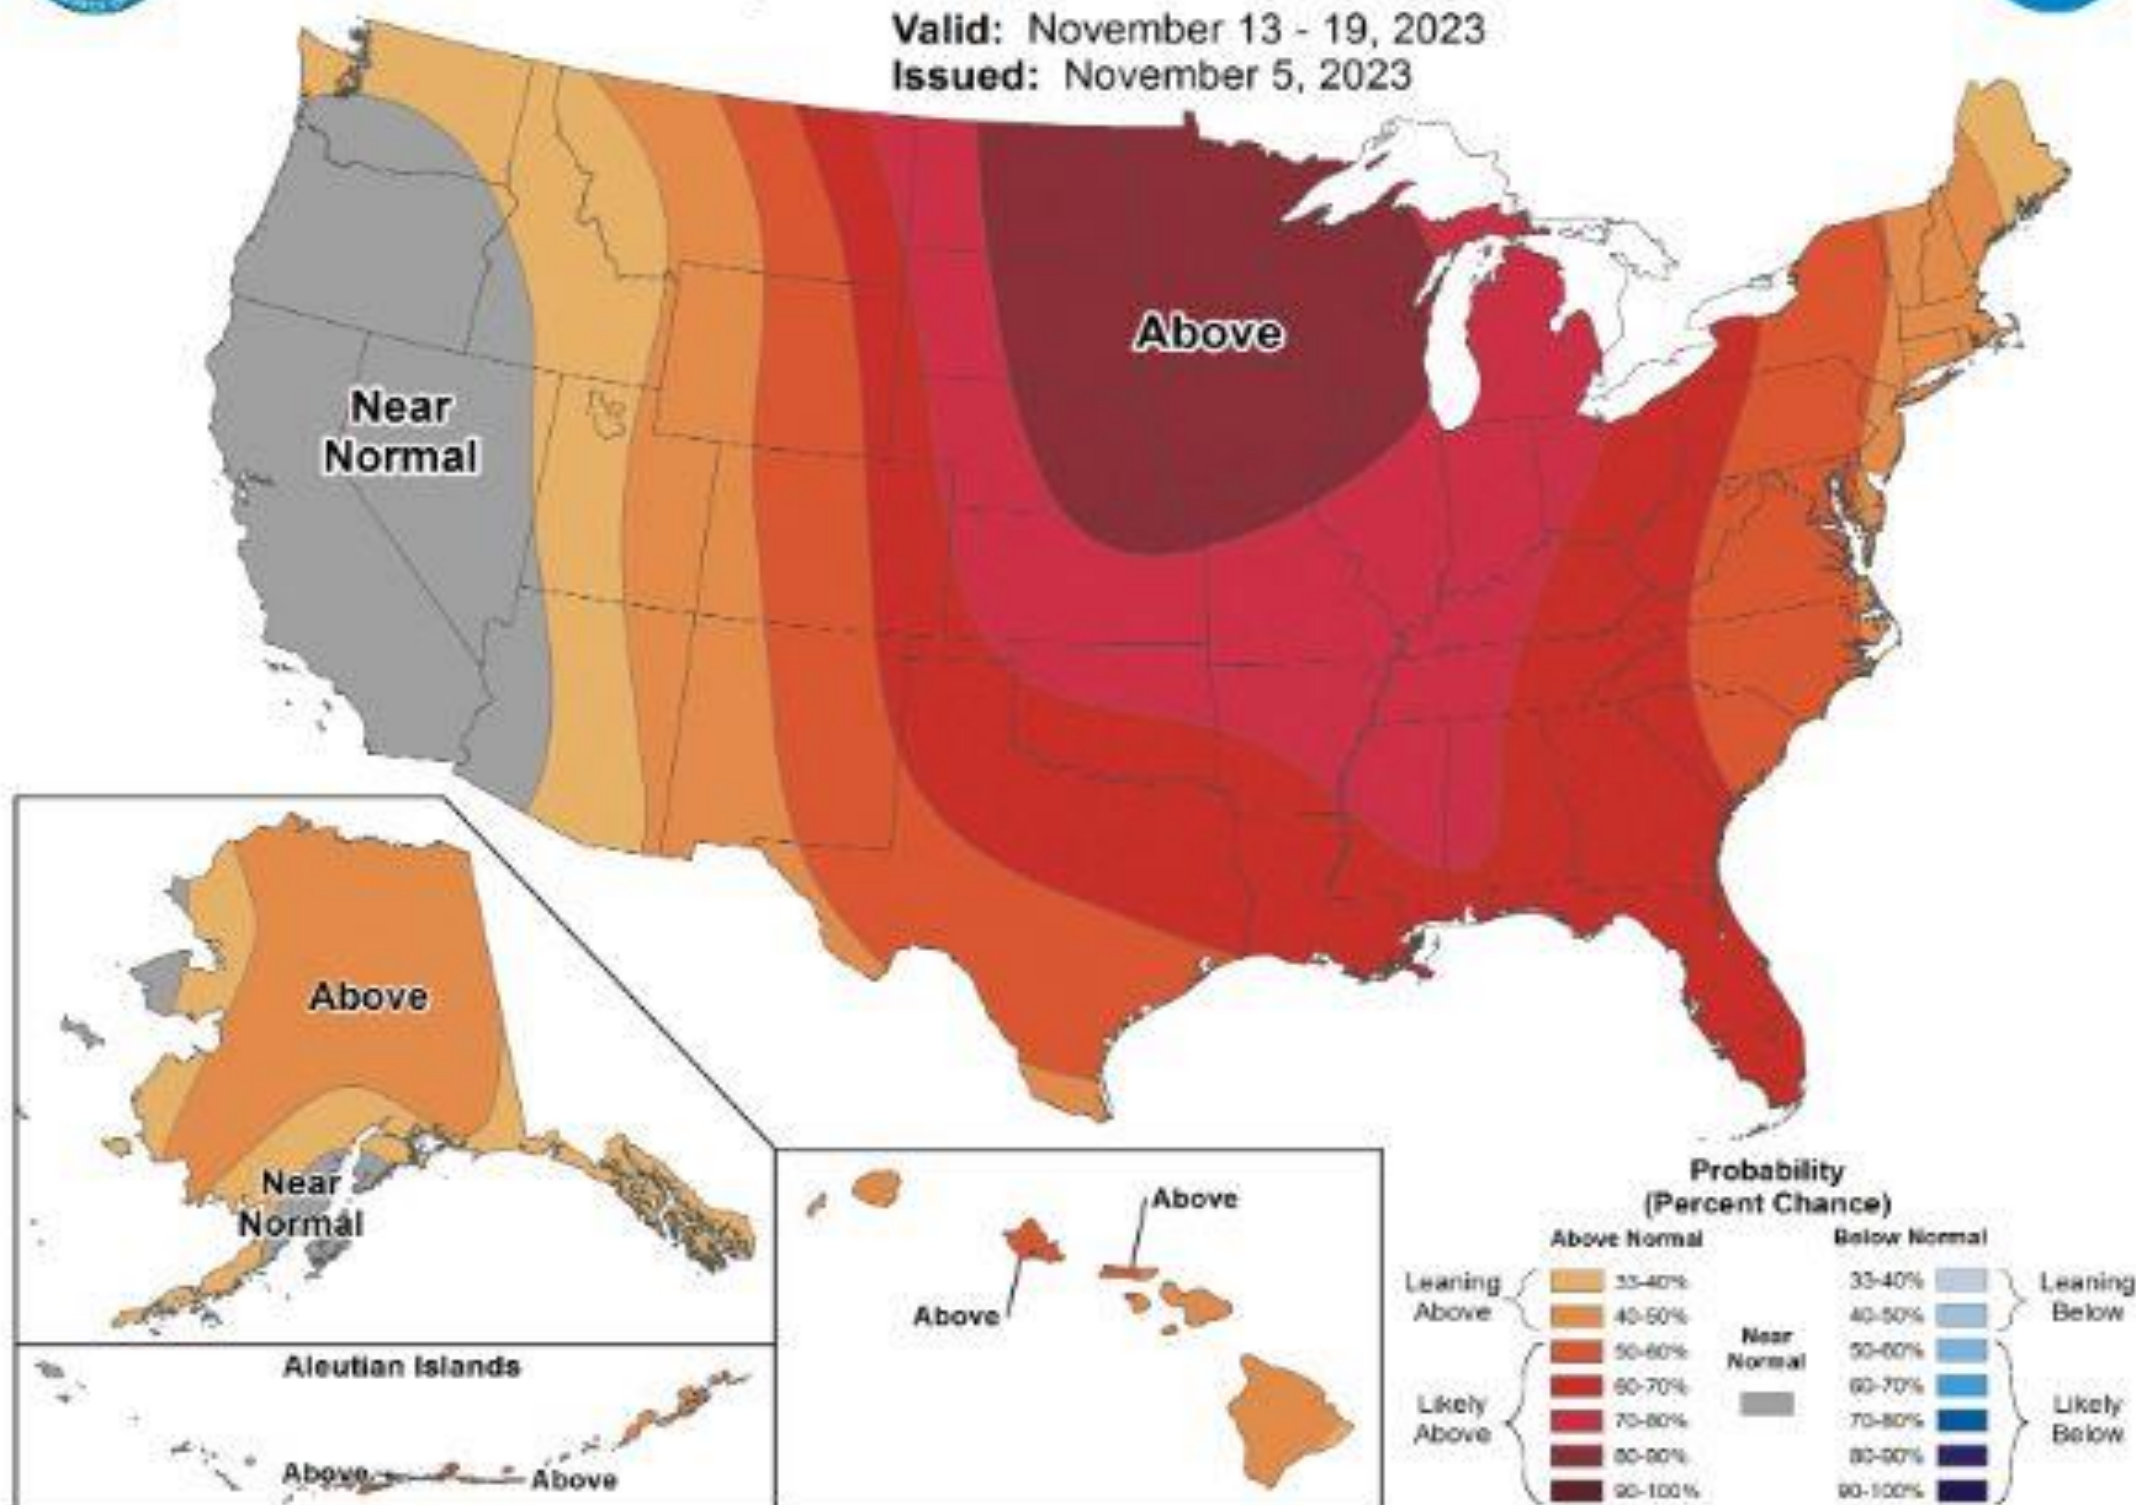 Valid: November 13 - 19, 2023
Issued: November 5, 2023
Above
Near
Normal
Above
Near
Normal
Aleutian Islands
Above
Above
Above
Above
Probability
(Percent Chance)
Above Normal
Below Normal
Leaning
Above
33-40%
40-50%
Likely
Above
50-60%
60-70%
70-80%
80-90%
90-100%
Near
Normal
33-40%
40-50%
Leaning
Below
50-60%
60-70%
70-80%
80-90%
90-100%
Likely
Below